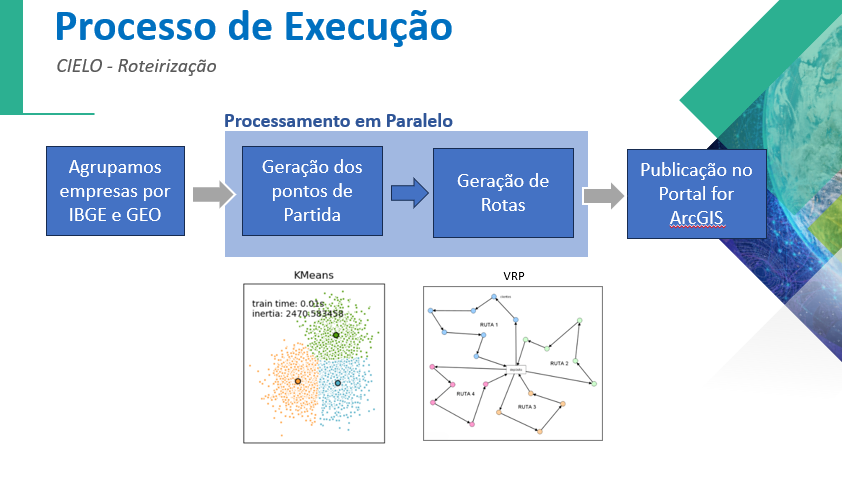 Processo de Execução
CIELO - Roteirização
Processamento em Paralelo
Agrupamos
empresas por
IBGE e GEO
Geração dos
pontos de
Partida
Geração de
Rotas
Publicação no
Portal for
ArcGIS
KMeans
train time: 0.01s
inertia: 2470.583458
VRP
RUTA 1
RUTA 2
RUTA 4
RUTA 3